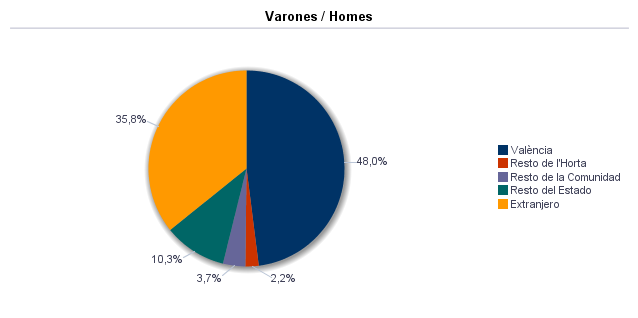 Varones / Homes
35,8%
48,0%
10,3%
3,7%
2,2%
València
Resto de l'Horta
Resto de la Comunidad
Resto del Estado
Extranjero